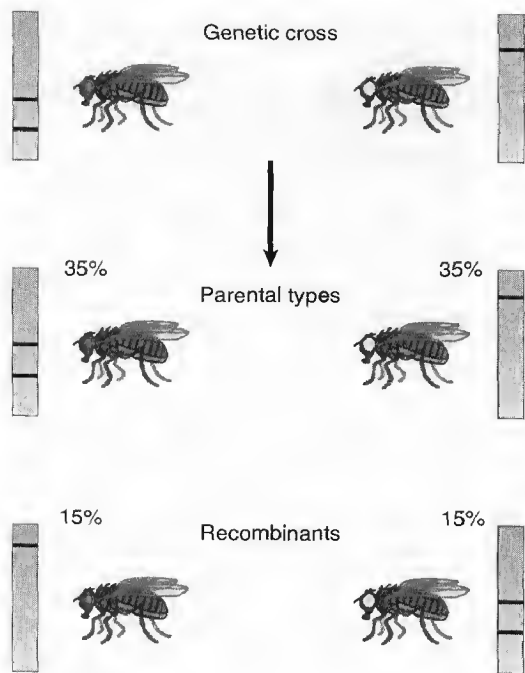 Genetic cross
35%
35%
Parental types
15%
15%
Recombinants